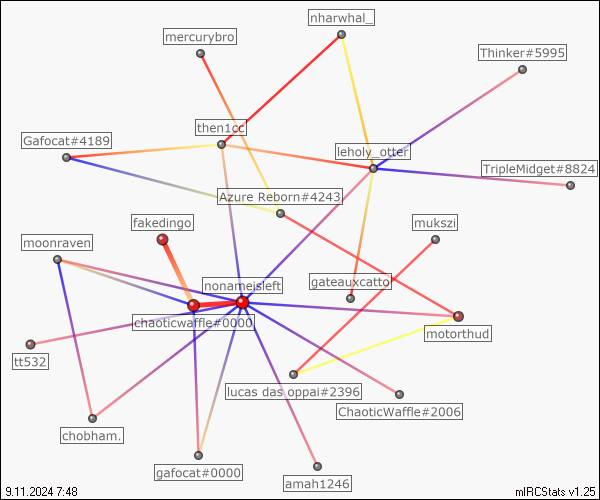 nharwhal_
mercurybro
Thinker#5995
then1cc
Gafocat#4189
leholy_otter
TripleMidget#8824
Azure Reborn#4243
fakedingo
mukszi
moonraven
nonameisleft
gateauxcatto
chaoticwaffle#0000
motorthud
tt532
lucas das oppai#2396
ChaoticWaffle#2006
chobham.
gafocat#0000
amah1246
9.11.2024 7:48
mIRCStats v1.25